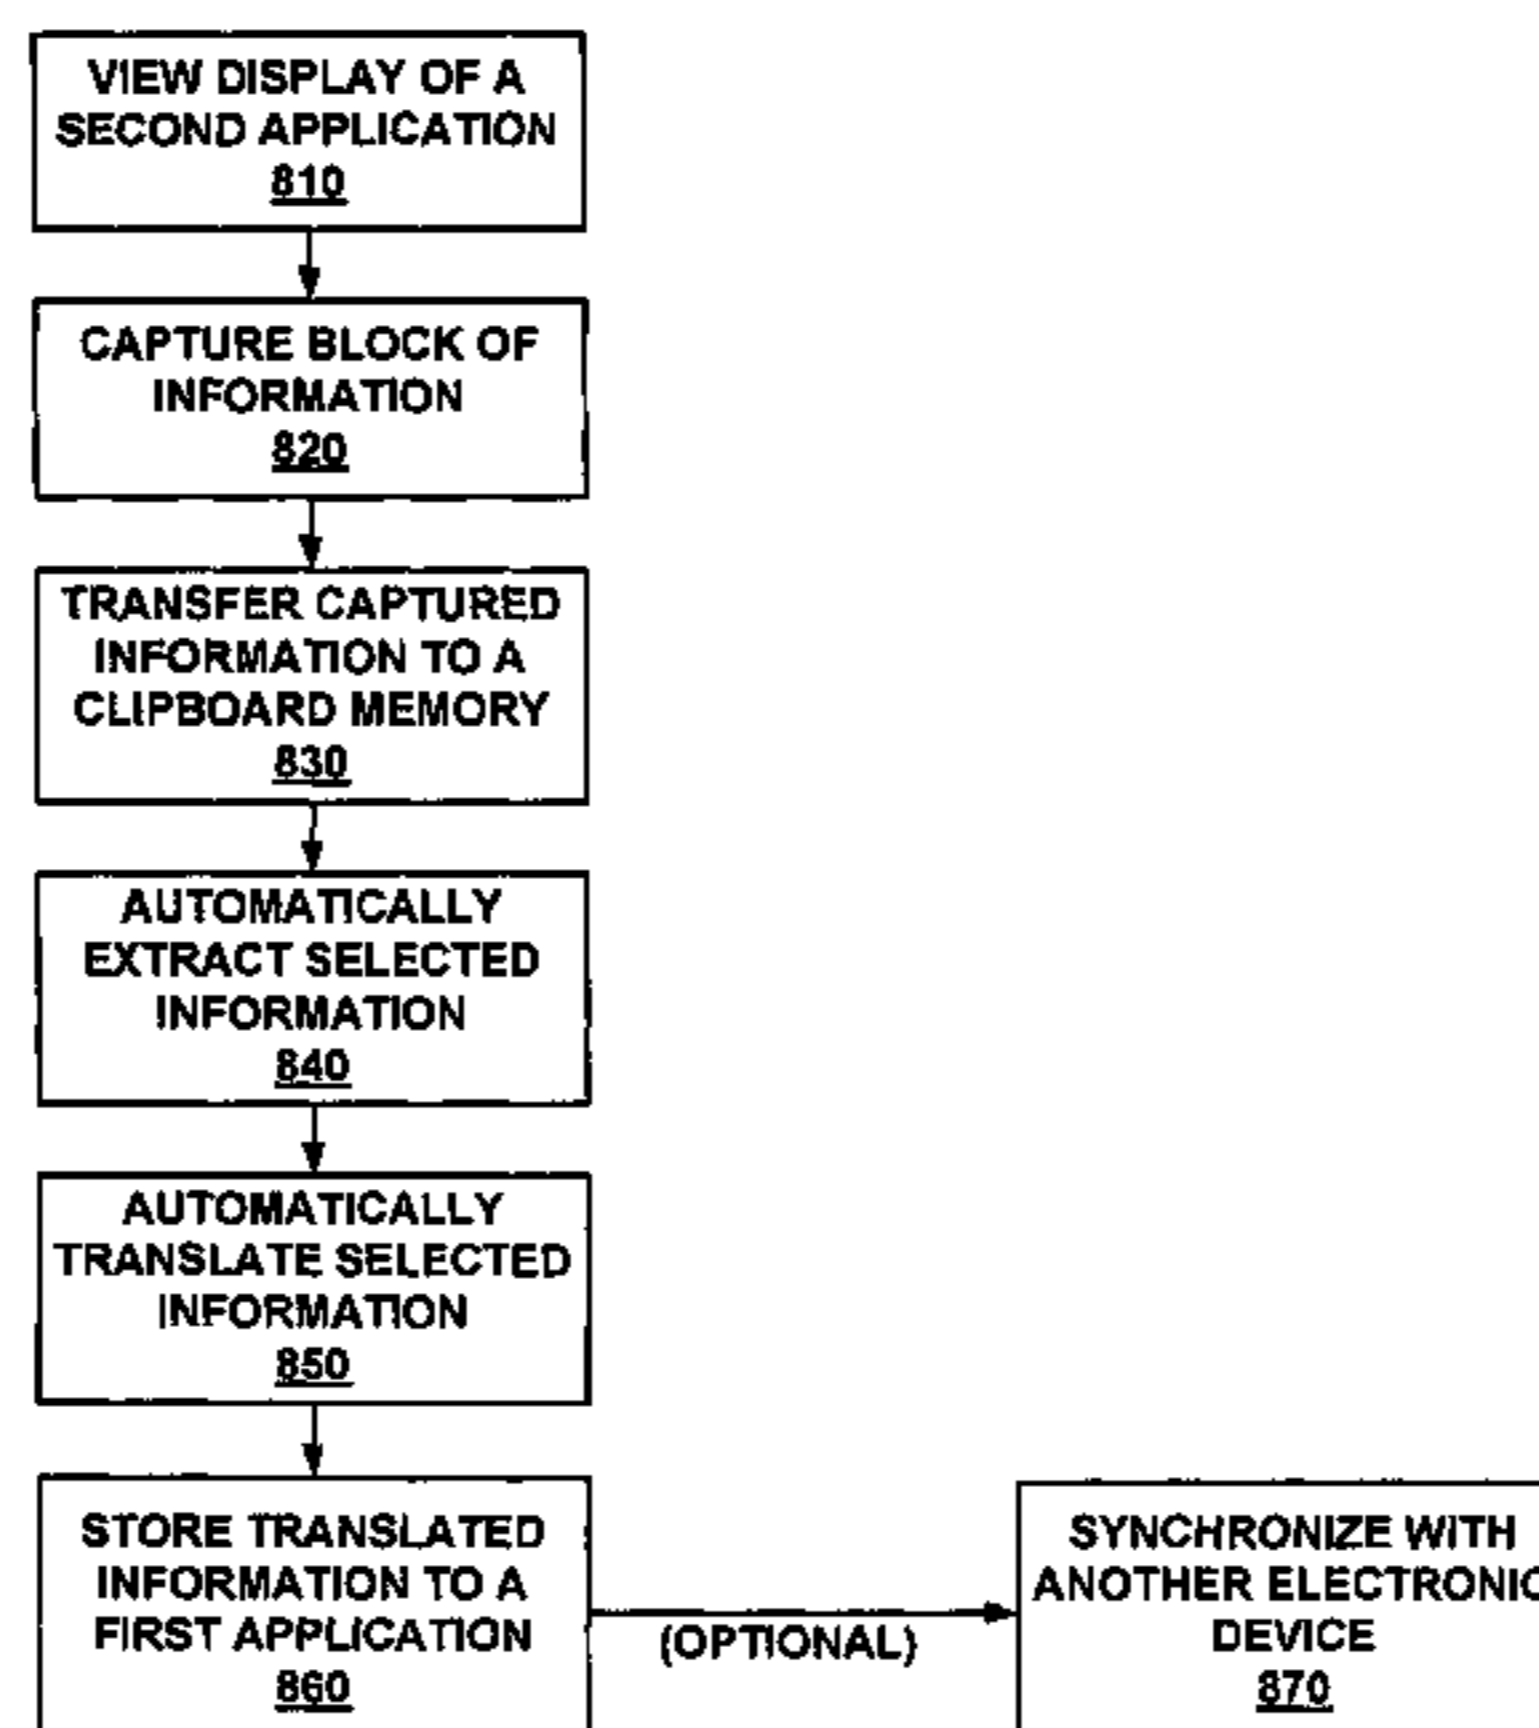 VIEW DISPLAY OF A
SECOND APPLICATION
810
CAPTURE BLOCK OF
INFORMATION
820
TRANSFER CAPTURED
INFORMATION TO A
CLIPBOARD MEMORY
830
AUTOMATICALLY
EXTRACT SELECTED
INFORMATION
840
AUTOMATICALLY
TRANSLATE SELECTED
INFORMATION
850
STORE TRANSLATED
INFORMATION TO A
FIRST APPLICATION
860
(OPTIONAL)
SYNCHRONIZE WITH
ANOTHER ELECTRONIC
DEVICE
870